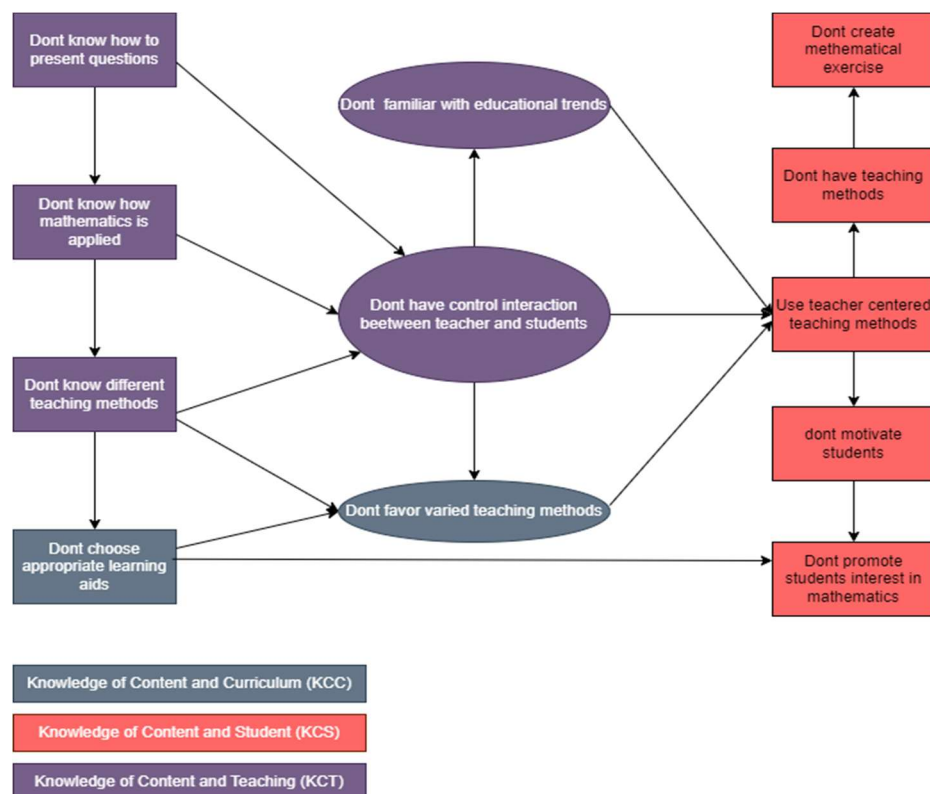 Dont know how to
present questions
Dont know how
mathematics is
applied
Dont know different
teaching methods
Dont choose
appropriate learning
aids
Dont  familiar with educational trends
Dont have control interaction
beetween teacher and students
Dont favor varied teaching methods
Dont create
methematical
exercise
Dont have teaching
methods
Use teacher centered
teaching methods
dont motivate
students
Dont promote
students interest in
mathematics
Knowledge of Content and Curriculum (KCC)
Knowledge of Content and Student (KCS)
Knowledge of Content and Teaching (KCT)